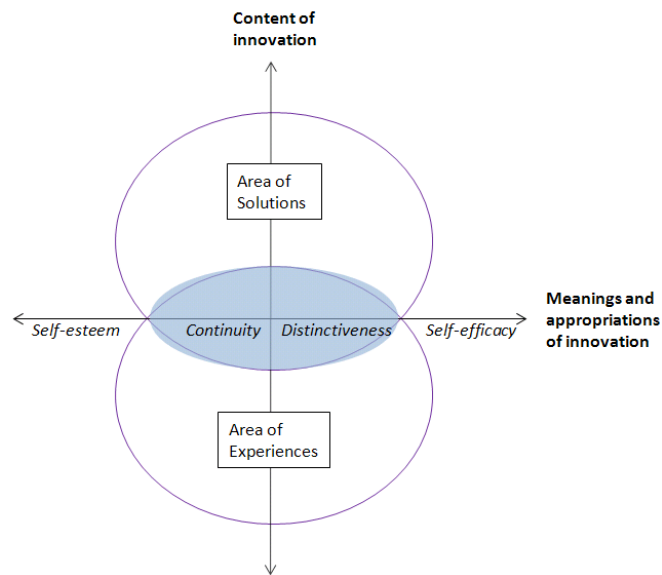 Content of
innovation
Area of
Solutions
Self-esteem
Continuity
Distinctiveness
Self-efficacy
Meanings and
appropriations
of innovation
Area of
Experiences